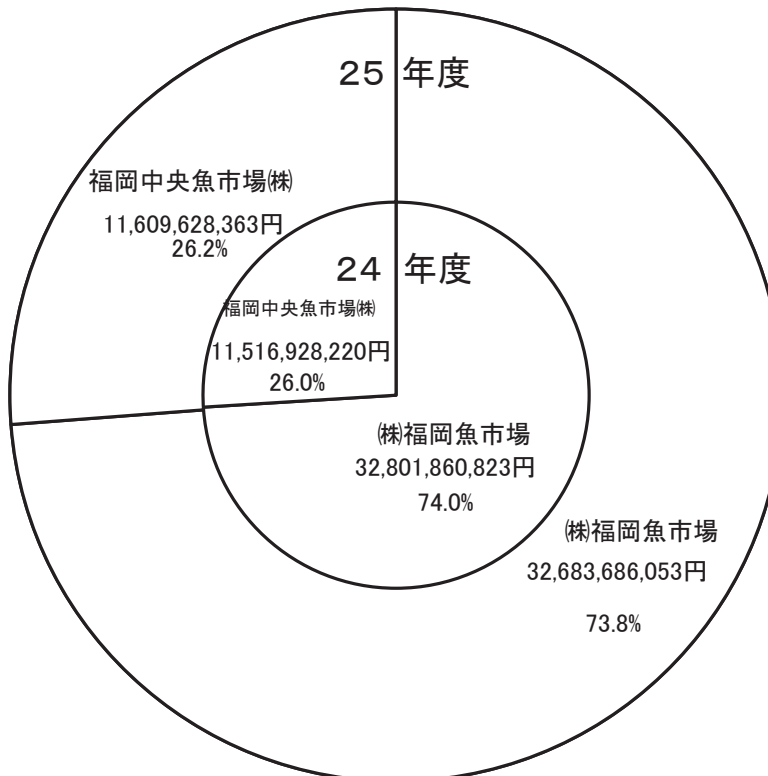 ２５ 年度
福岡中央魚市場㈱
11,609,628,363円
26.2%
２４ 年度
福岡中央魚市場㈱
11,516,928,220円
26.0%
㈱福岡魚市場
32,801,860,823円
74.0%
㈱福岡魚市場
32,683,686,053円
73.8%